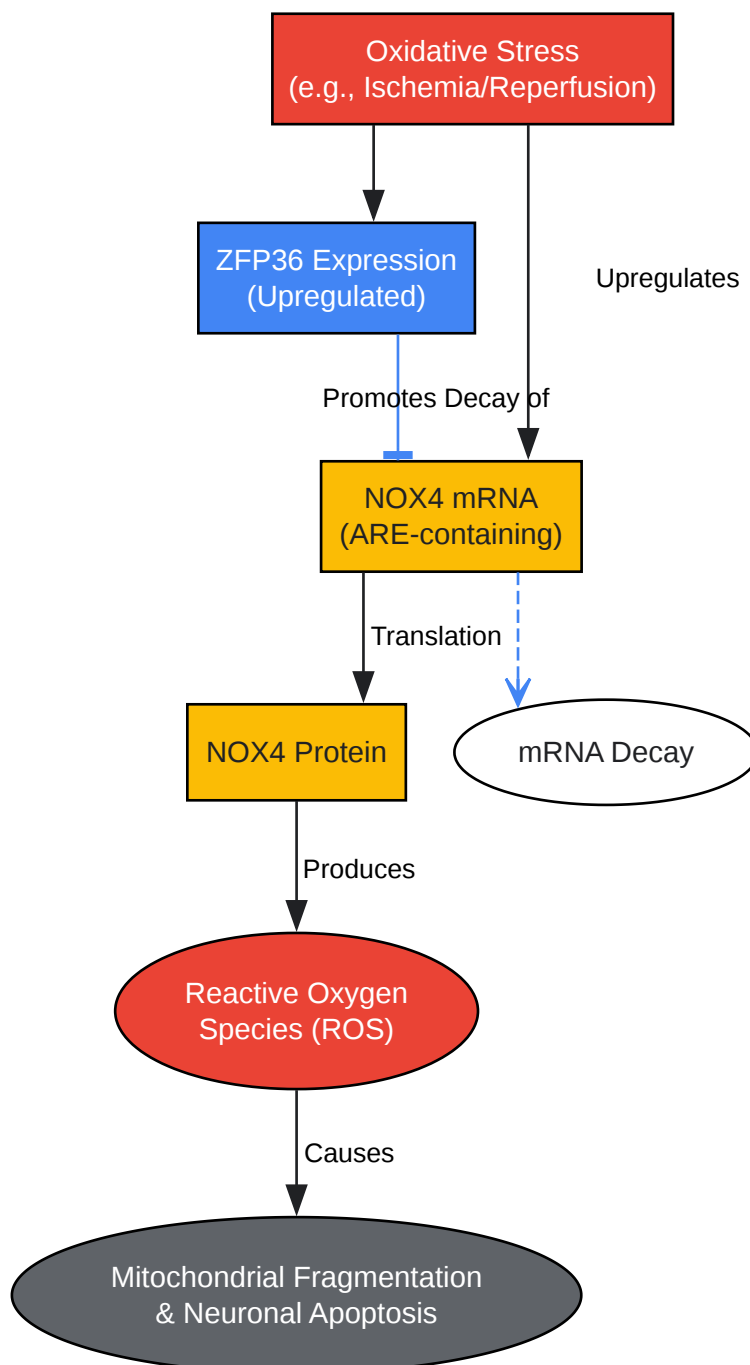 Oxidative Stress
(e.g., Ischemia/Reperfusion)
ZFP36 Expression
(Upregulated)
Upregulates
Promotes Decay of
NOX4 mRNA
(ARE-containing)
Translation
NOX4 Protein
mRNA Decay
Produces
Reactive Oxygen
Species (ROS)
Causes
Mitochondrial Fragmentation
& Neuronal Apoptosis